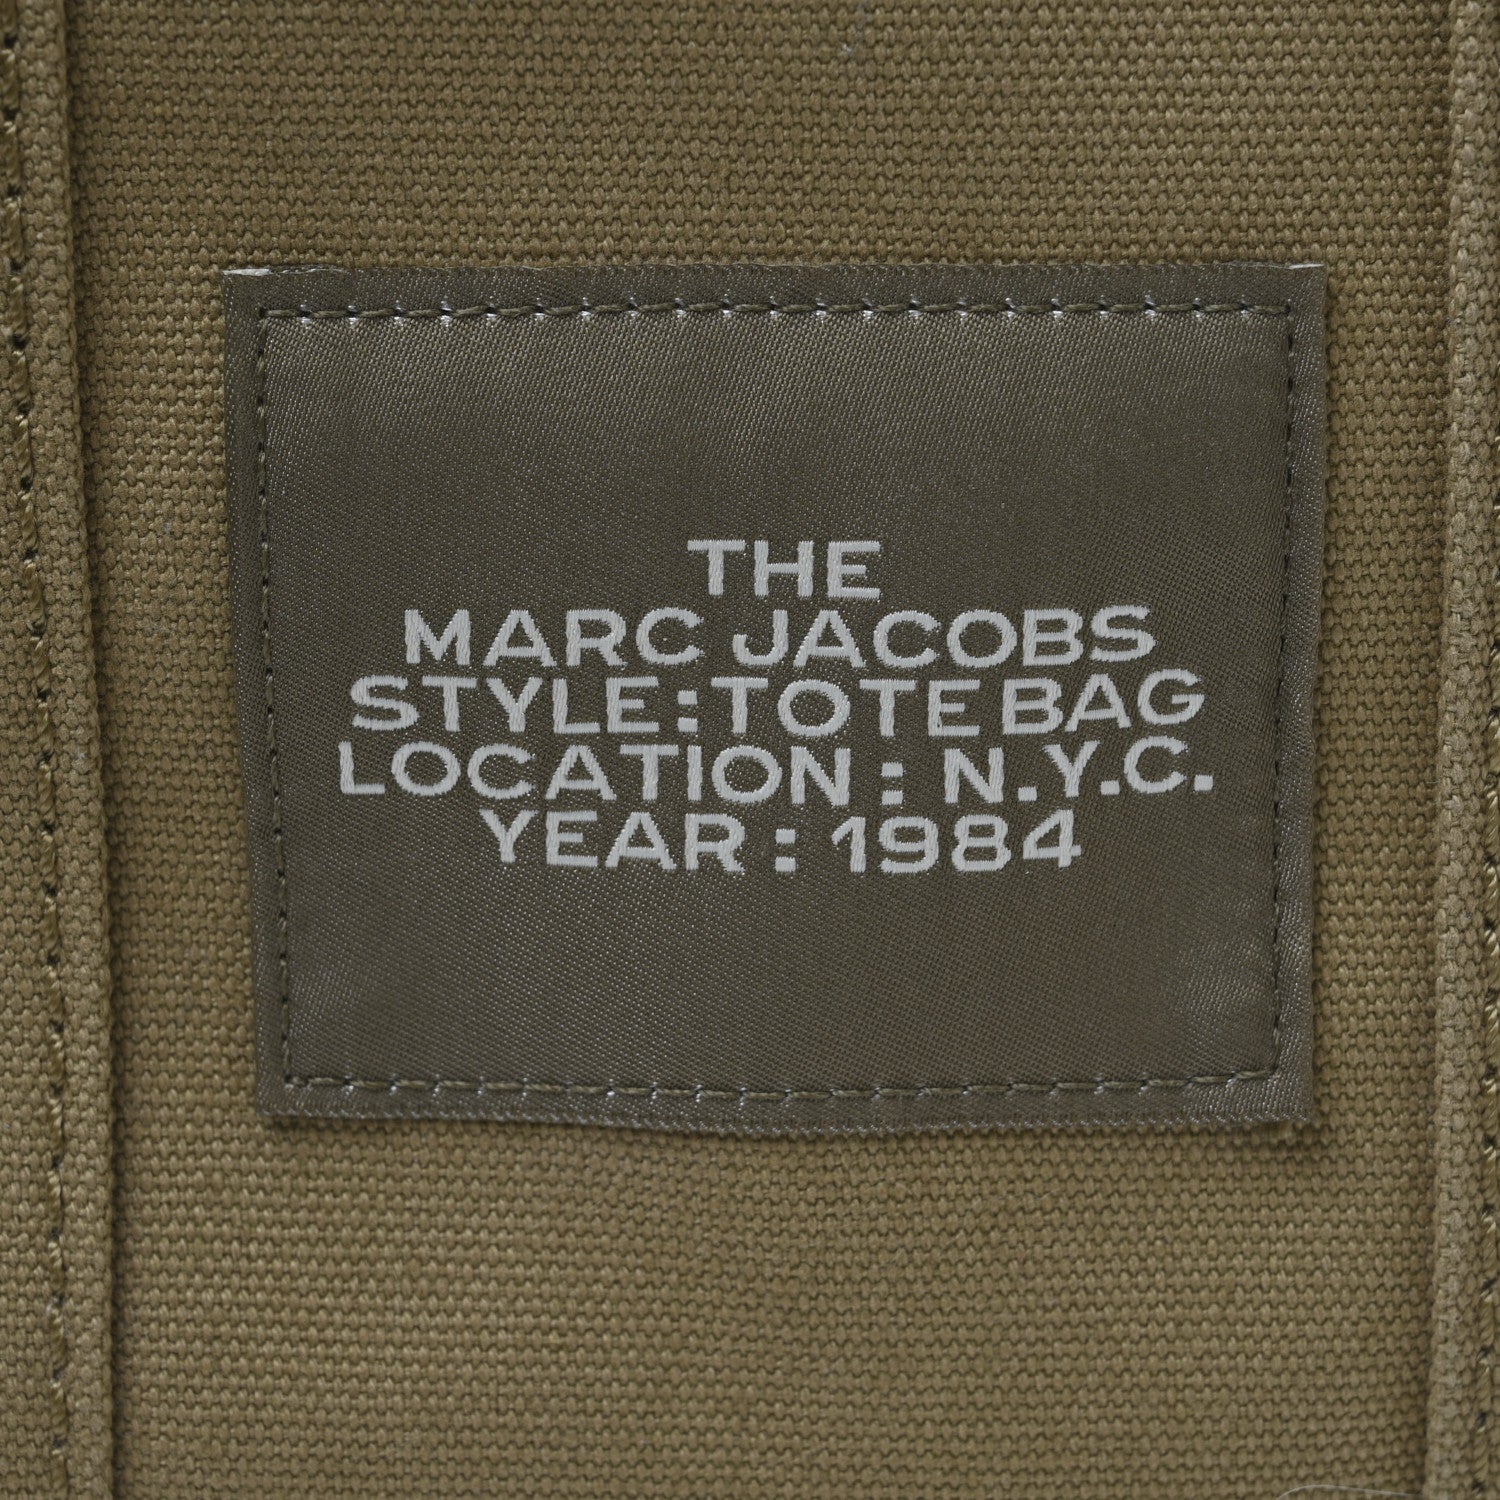 THE
MARC JACOBS
STYLE:TOTE BAG
LOCATION : N.Y.C.
YEAR : 1984